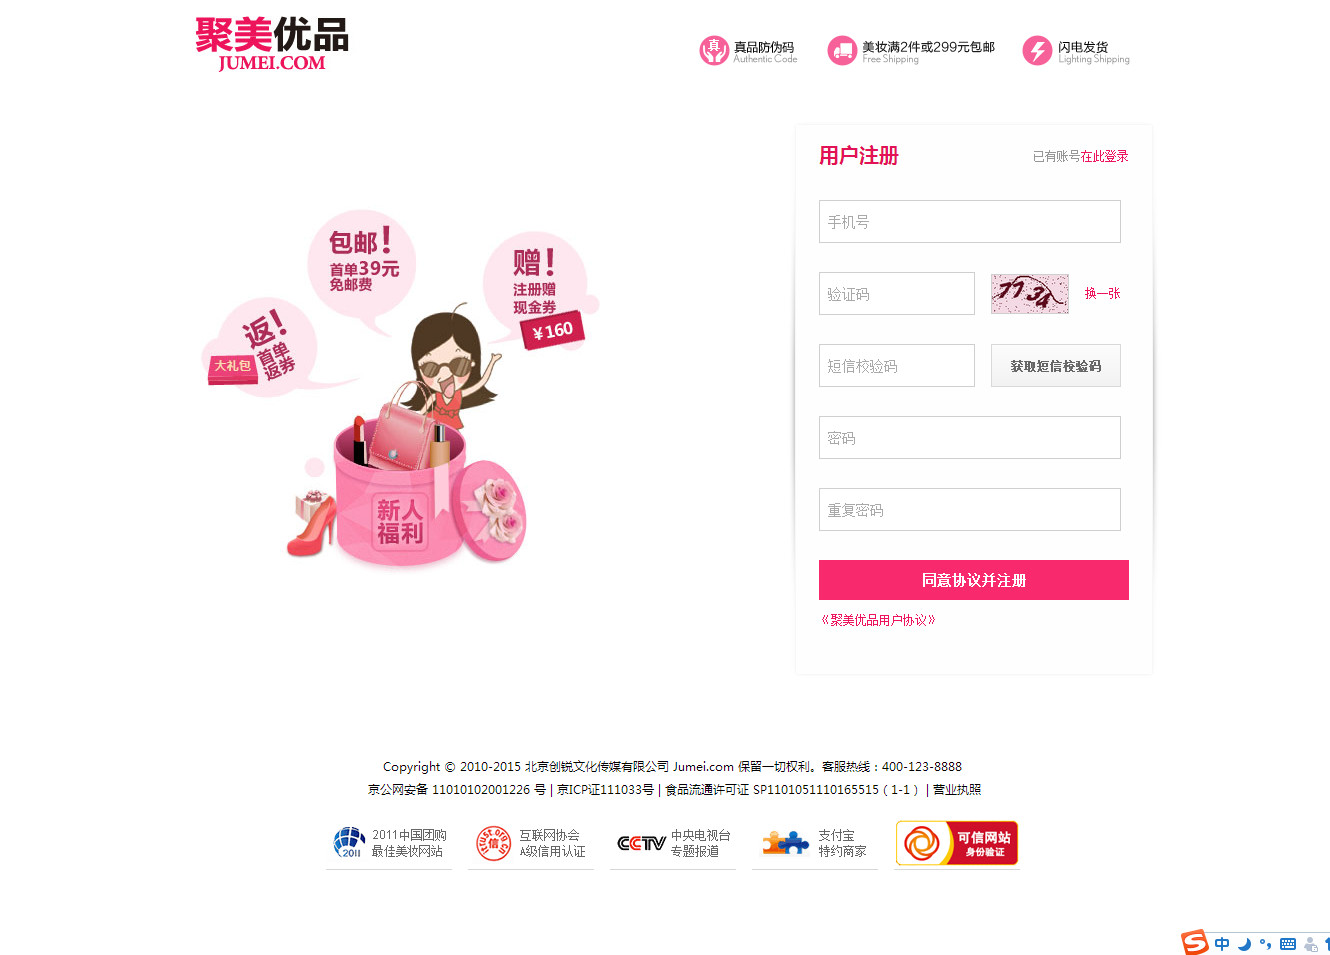 聚美优品
JUMEI.COM
真 真品防伪码
Authentic Code
美妆满2件或299元包邮
Free Shipping
闪电发货
Lighting Shipping
用户注册
已有账号在此登录
手机号
验证码
7734
换一张
短信校验码
获取短信校验码
密码
重复密码
同意协议并注册
《聚美优品用户协议》
包邮！
首单39元
免邮费
赠！
注册赠
现金券
￥160
返！
首单
返券
大礼包
新人
福利
Copyright © 2010-2015 北京创锐文化传媒有限公司 Jumei.com 保留一切权利。客服热线：400-123-8888
京公网安备 11010102001226 号 | 京ICP证111033号 | 食品流通许可证 SP1101051110165515（1-1） | 营业执照
2011
2011中国团购
最佳美妆网站
itrust.org
信
互联网协会
A级信用认证
CCTV
中央电视台
专题报道
支付宝
特约商家
可信网站
身份验证
S 中